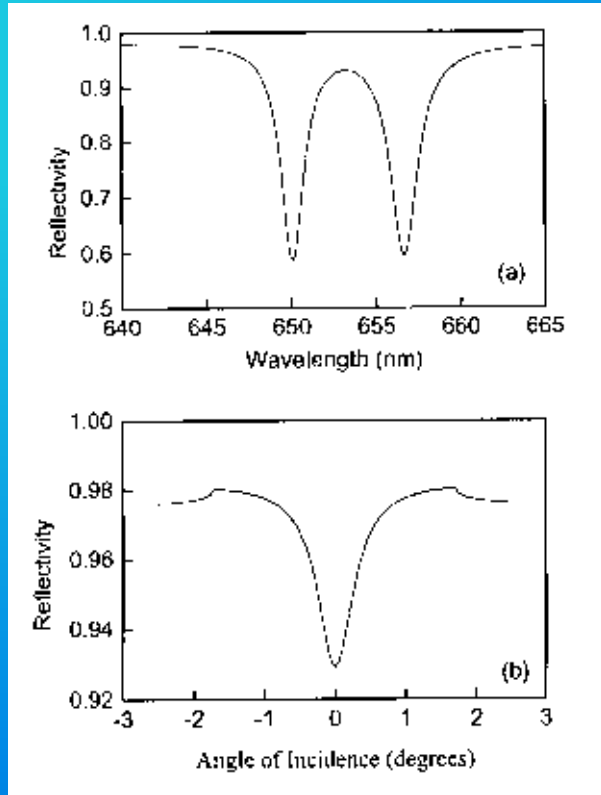 1.0
0.9
0.8
0.7
0.6
0.5
Reflectivity
(a)
640 645 650 656 660 665
Wavelength (nm)
1.00
0.98
0.96
0.94
0.92
Reflectivity
(b)
-3 -2 -1 0 1 2 3
Angle of Incidence (degrees)